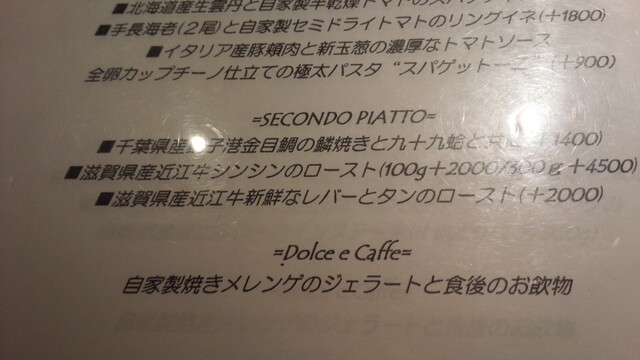 ■北海道産生雲丹と自家製半乾燥トマトのスパゲッ
■手長海老(2尾)と自家製セミドライトマトのリングイネ(+1800)
■イタリア産豚頬肉と新玉葱の濃厚なトマトソース
全卵カップチーノ仕立ての極太パスタ“スパゲットーニ”(+900)
=SECONDO PIATTO=
■千葉県産 子港金目鯛の鱗焼きと九十九蛤と 1400)
■滋賀県産近江牛シンシンのロースト(100g+2000/300g+4500)
■滋賀県産近江牛新鮮なレバーとタンのロースト(+2000)
=Dolce e Caffe=
自家製焼きメレンゲのジェラートと食後のお飲物